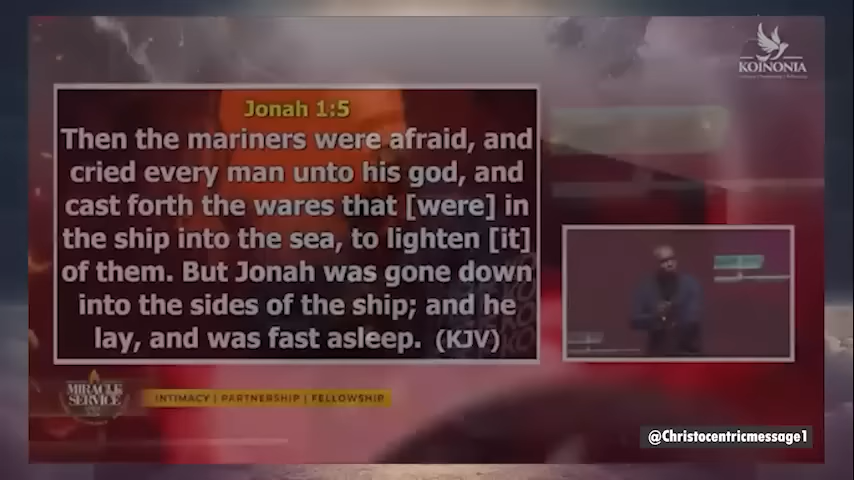 KOINONIA
Jonah 1:5
Then the mariners were afraid, and
cried every man unto his god, and
cast forth the wares that [were] in
the ship into the sea, to lighten [it]
of them. But Jonah was gone down
into the sides of the ship; and he
lay, and was fast asleep. (KJV)
MIRACLE
SERVICE
INTIMACY | PARTNERSHIP | FELLOWSHIP
@Christocentricmessage1